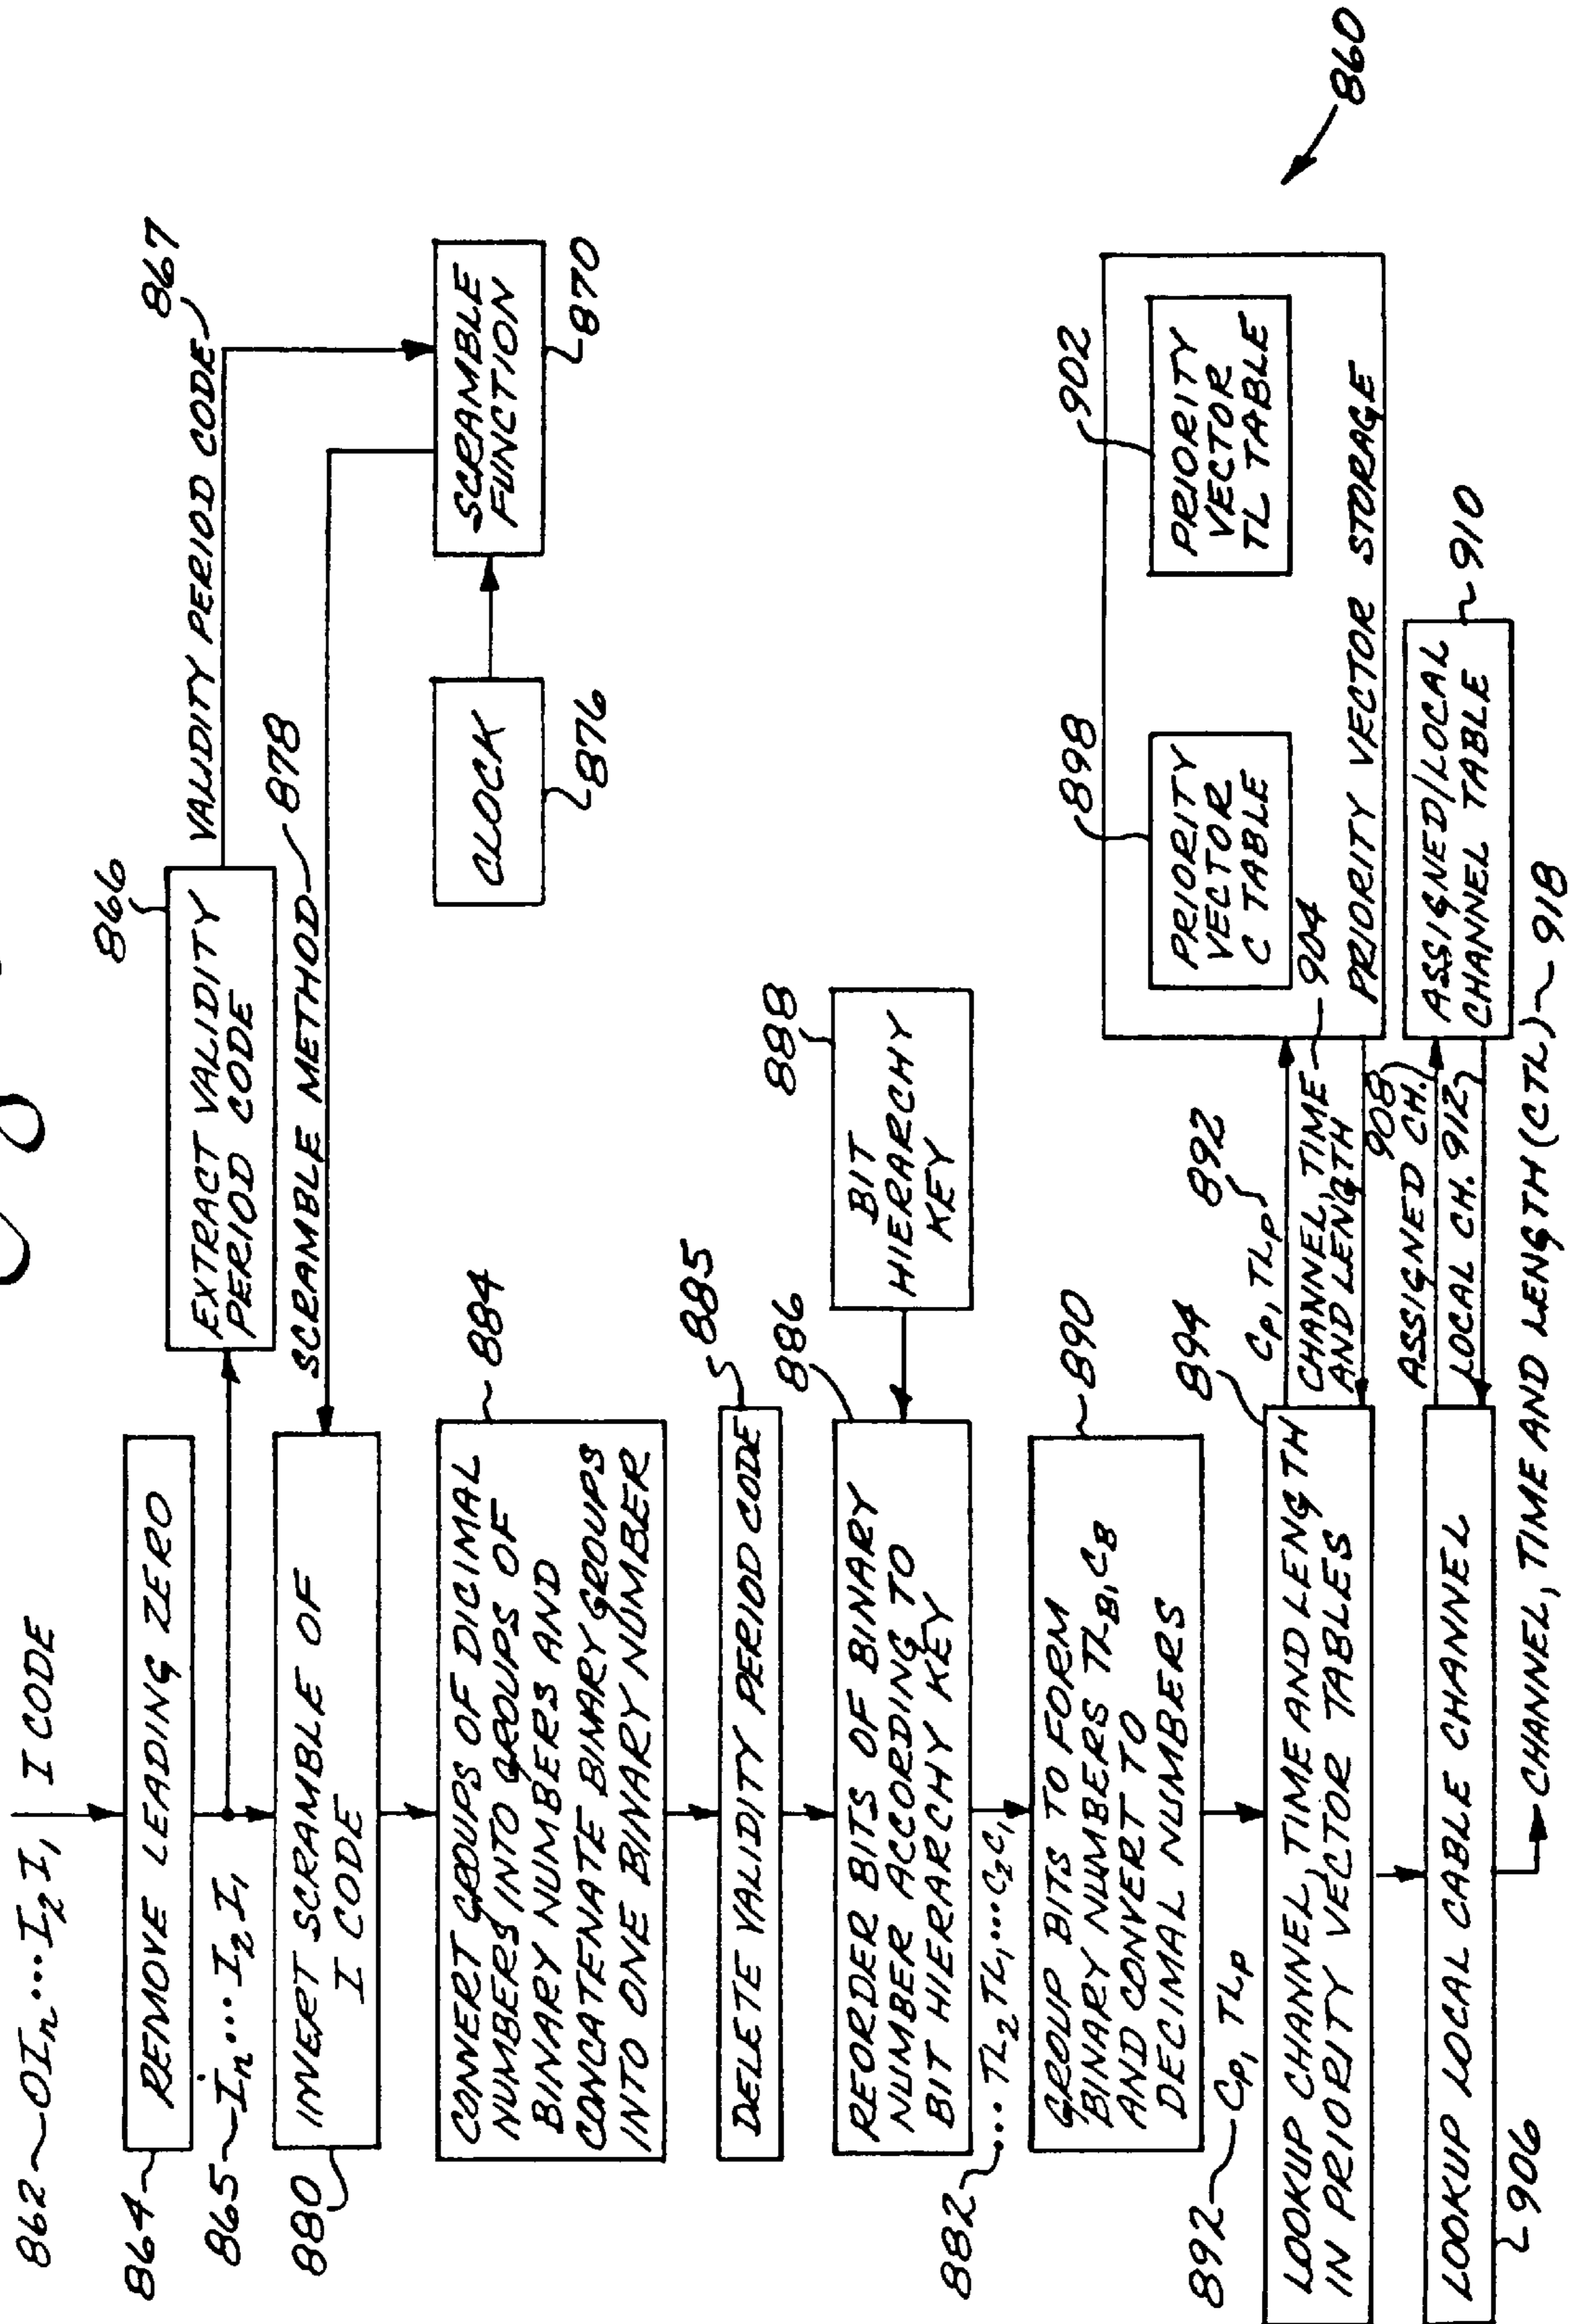 862 OIn...I2I1 I CODE
864
REMOVE LEADING ZERO
865 In...I2I1
866
EXTRACT VALIDITY
PERIOD CODE
VALIDITY PERIOD CODE 867
SCRAMBLE METHOD 878
880
INVERT SCRAMBLE OF
I CODE
SCRAMBLE
FUNCTION
870
CLOCK
876
884
CONVERT GROUPS OF DICIMAL
NUMBERS INTO GROUPS OF
BINARY NUMBERS AND
CONCATENATE BINARY GROUPS
INTO ONE BINARY NUMBER
885
DELETE VALIDITY PERIOD CODE
886
REORDER BITS OF BINARY
NUMBER ACCORDING TO
BIT HIERARCHY KEY
888
BIT
HIERARCHY
KEY
882 ...TL2TL1...C2C1
890
GROUP BITS TO FORM
BINARY NUMBERS TLB, CB
AND CONVERT TO
DECIMAL NUMBERS
892 CP, TLP
894
LOOKUP CHANNEL, TIME AND LENGTH
IN PRIORITY VECTOR TABLES
CP, TLP 892
CHANNEL, TIME 904
AND LENGTH
898
PRIORITY
VECTOR
C TABLE
902
PRIORITY
VECTOR
TL TABLE
PRIORITY VECTOR STORAGE
860
906
LOOKUP LOCAL CABLE CHANNEL
908
ASSIGNED CH.
LOCAL CH. 912
ASSIGNED/LOCAL
CHANNEL TABLE
910
CHANNEL, TIME AND LENGTH (CTL) 918